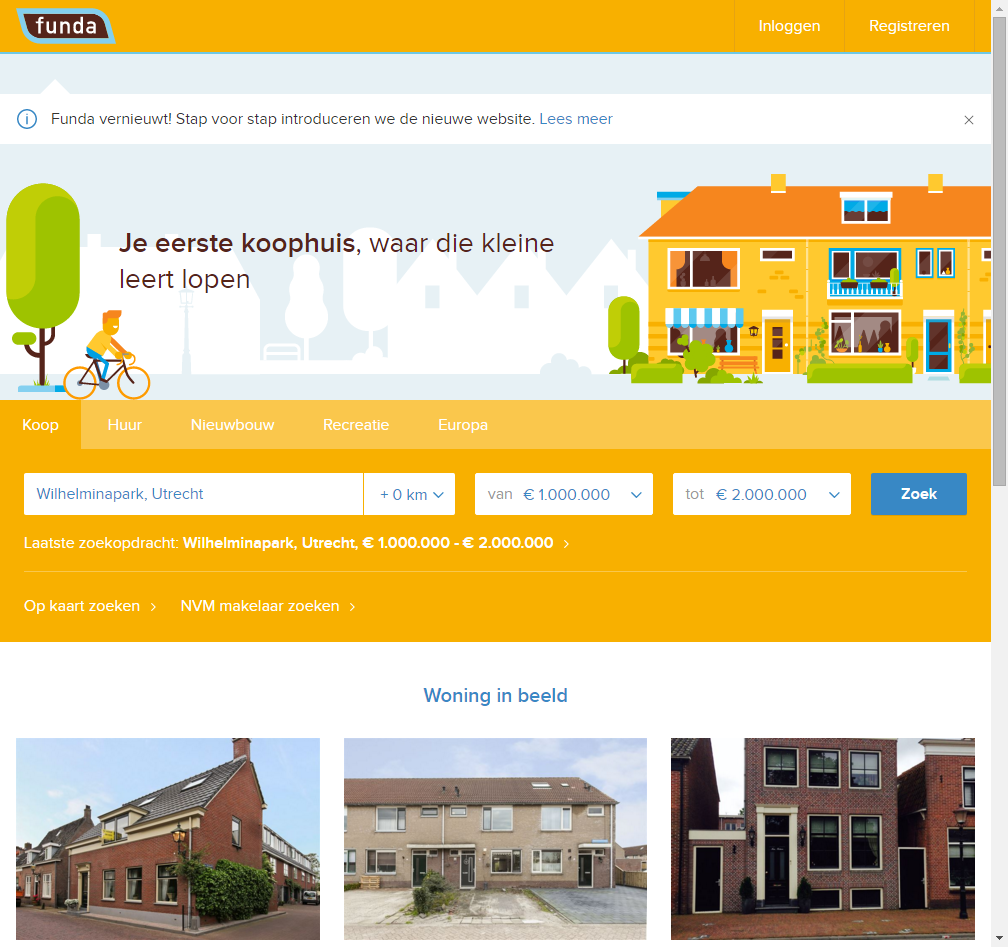 funda
Inloggen
Registreren
Funda vernieuwt! Stap voor stap introduceren we de nieuwe website. Lees meer
Je eerste koophuis, waar die kleine
leert lopen
Koop
Huur
Nieuwbouw
Recreatie
Europa
Wilhelminapark, Utrecht
+ 0 km
van € 1.000.000
tot € 2.000.000
Zoek
Laatste zoekopdracht: Wilhelminapark, Utrecht, € 1.000.000 - € 2.000.000
Op kaart zoeken
NVM makelaar zoeken
Woning in beeld